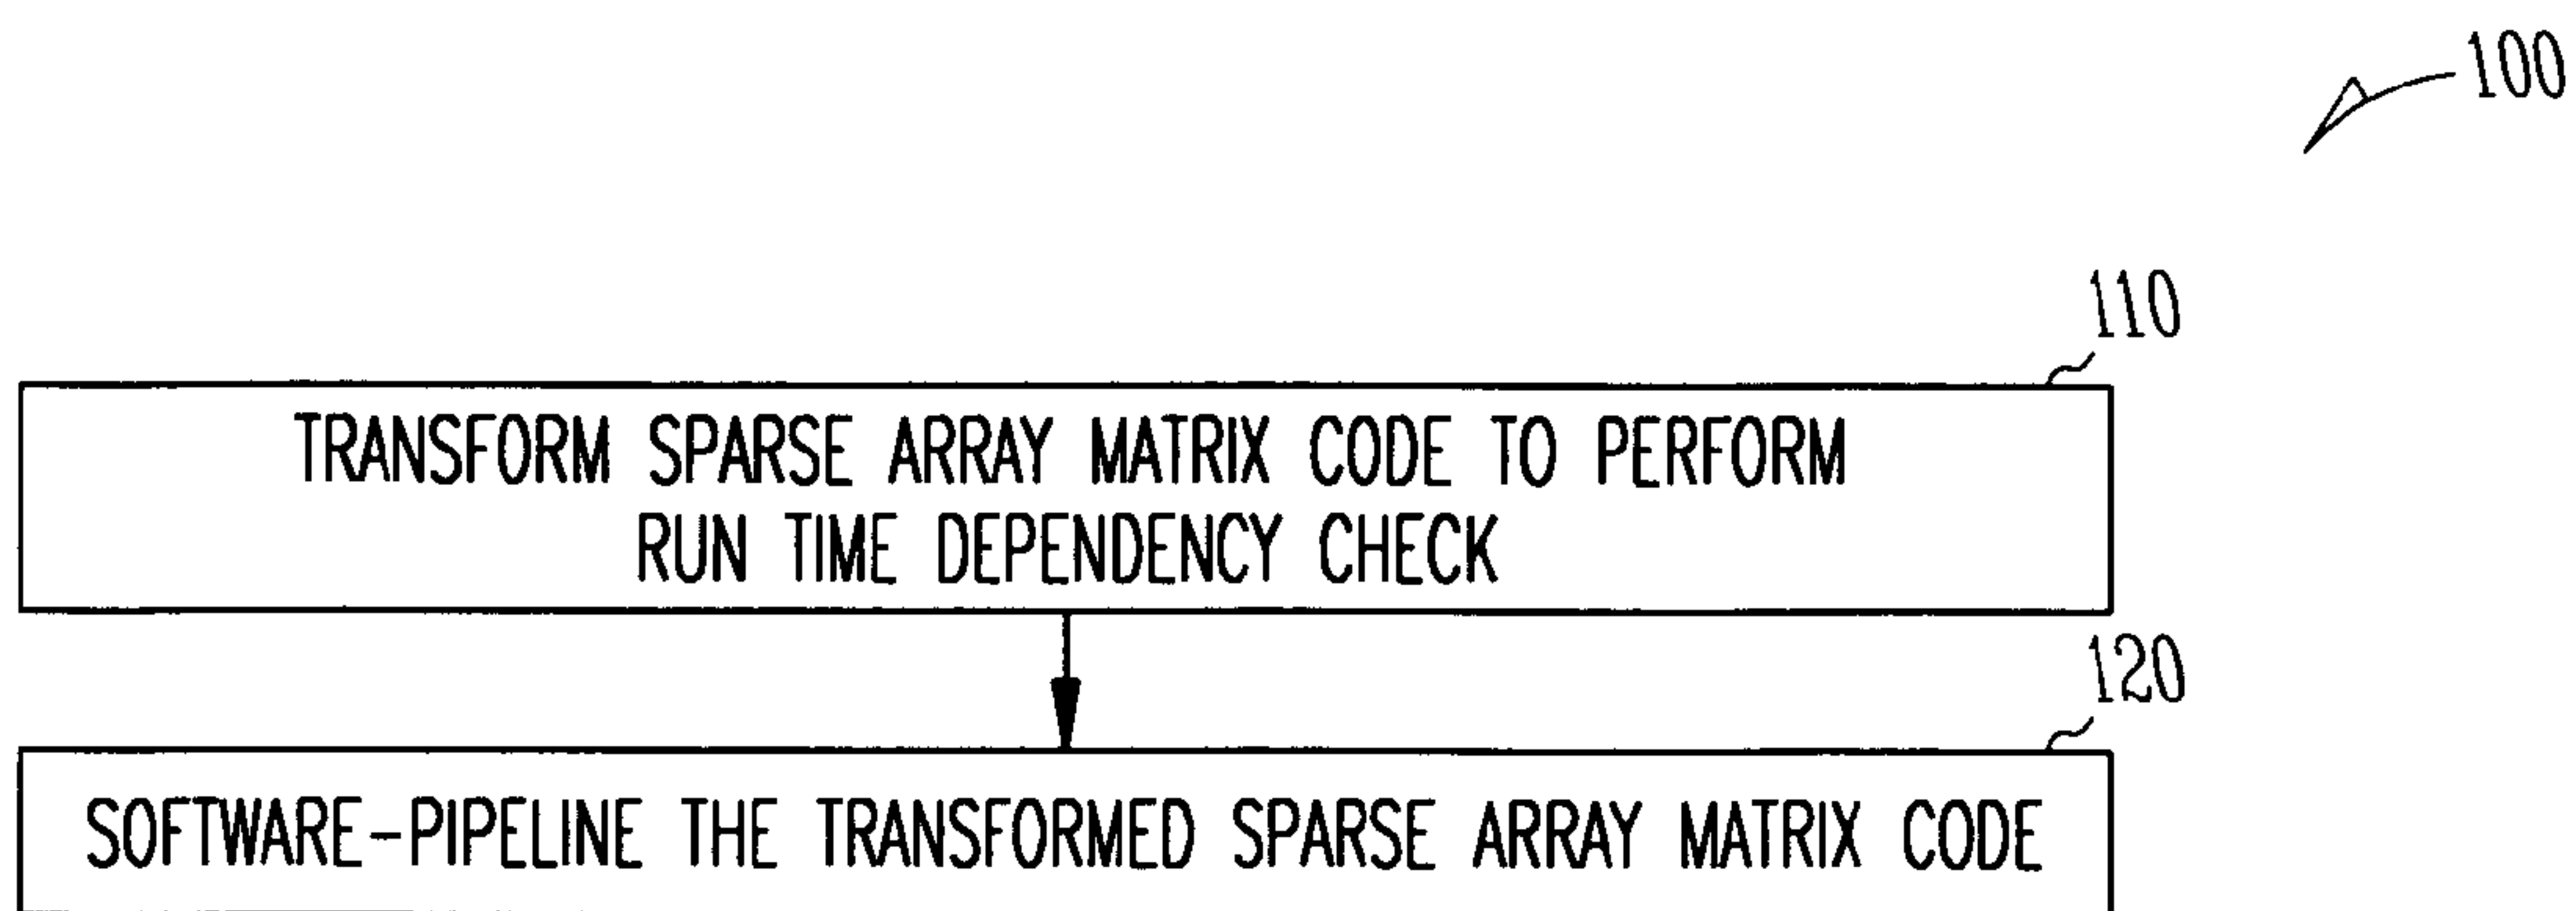 100
110
TRANSFORM SPARSE ARRAY MATRIX CODE TO PERFORM
RUN TIME DEPENDENCY CHECK
120
SOFTWARE-PIPELINE THE TRANSFORMED SPARSE ARRAY MATRIX CODE